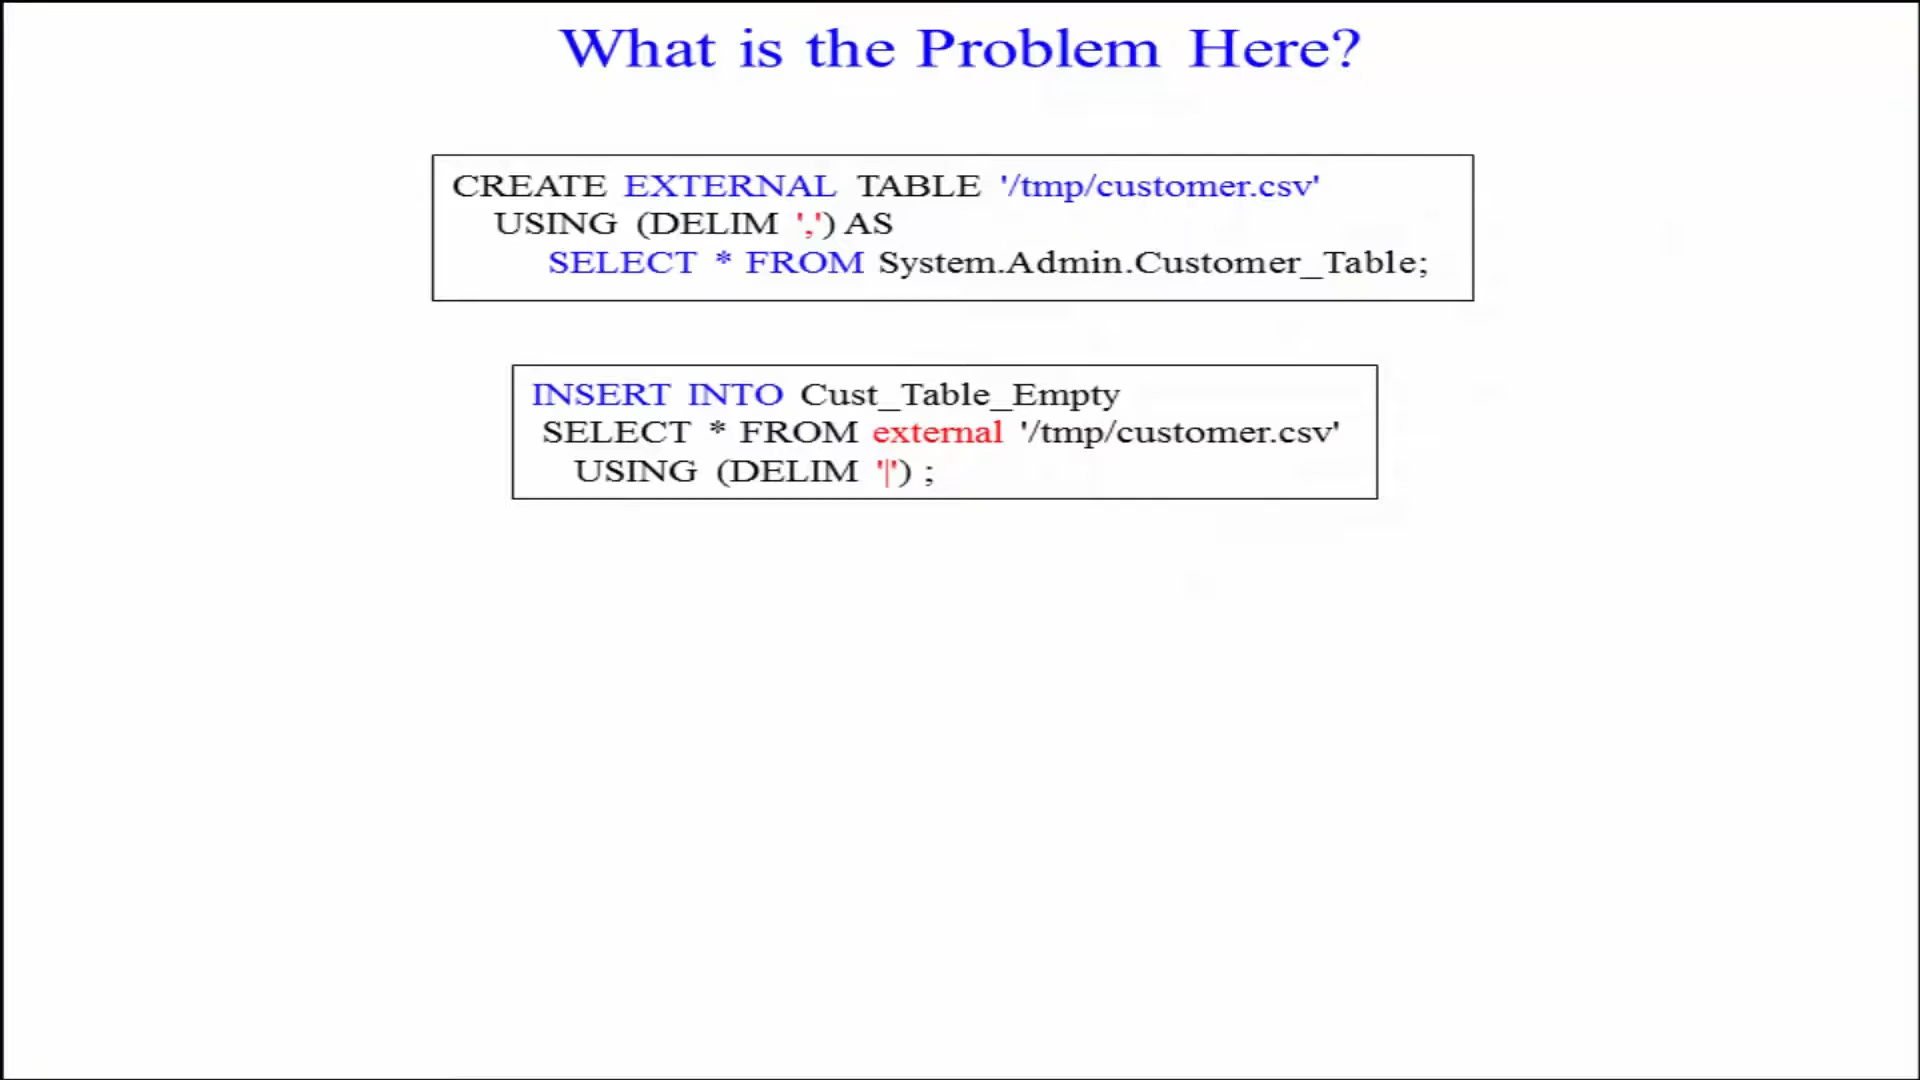 What is the Problem Here?
CREATE EXTERNAL TABLE '/tmp/customer.csv'
USING (DELIM ',') AS
SELECT * FROM System.Admin.Customer_Table;
INSERT INTO Cust_Table_Empty
SELECT * FROM external '/tmp/customer.csv'
USING (DELIM '|') ;